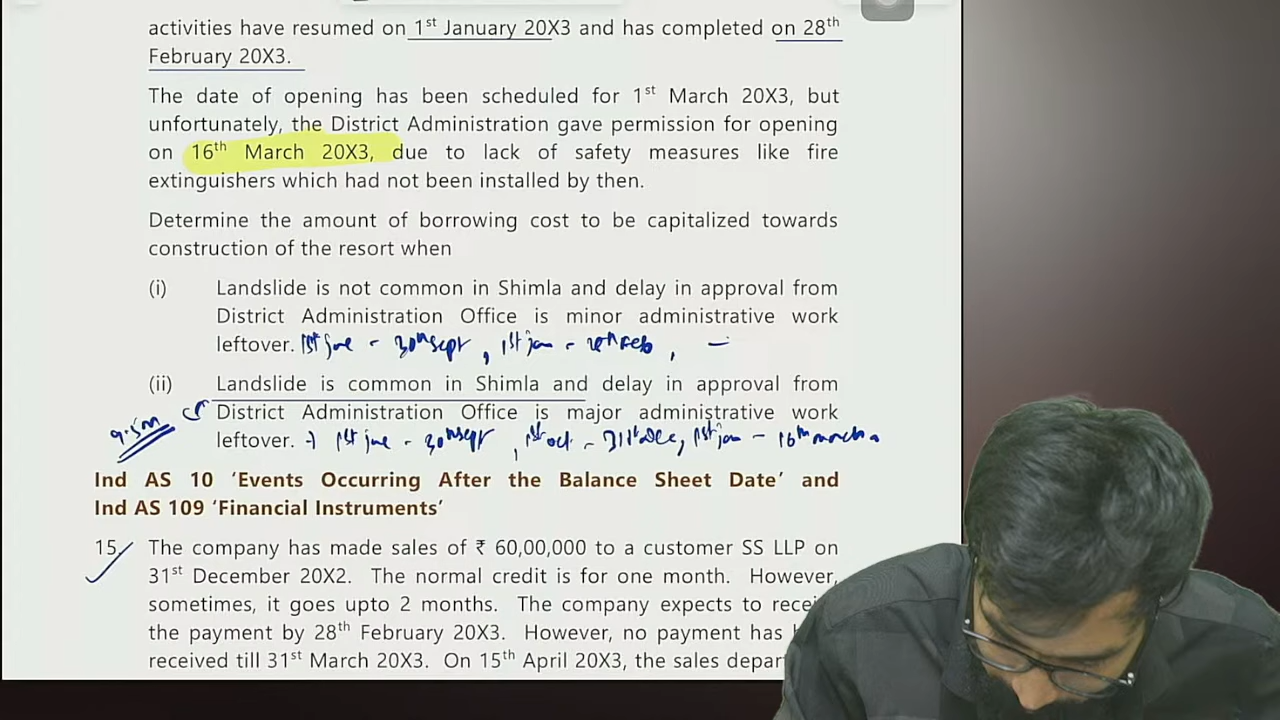 activities have resumed on 1st January 20X3 and has completed on 28th
February 20X3.
The date of opening has been scheduled for 1st March 20X3, but
unfortunately, the District Administration gave permission for opening
on 16th March 20X3, due to lack of safety measures like fire
extinguishers which had not been installed by then.
Determine the amount of borrowing cost to be capitalized towards
construction of the resort when
(i) Landslide is not common in Shimla and delay in approval from
District Administration Office is minor administrative work
leftover. 1st june - 30th sept, 1st jan - 28th Feb, -
(ii) Landslide is common in Shimla and delay in approval from
District Administration Office is major administrative work
leftover. → 1st june - 30th sept, 1st oct - 31st dec, 1st jan - 16th march.
Ind AS 10 'Events Occurring After the Balance Sheet Date' and
Ind AS 109 'Financial Instruments'
15. The company has made sales of ₹ 60,00,000 to a customer SS LLP on
31st December 20X2. The normal credit is for one month. However,
sometimes, it goes upto 2 months. The company expects to
the payment by 28th February 20X3. However, no payment has
received till 31st March 20X3. On 15th April 20X3, the sales